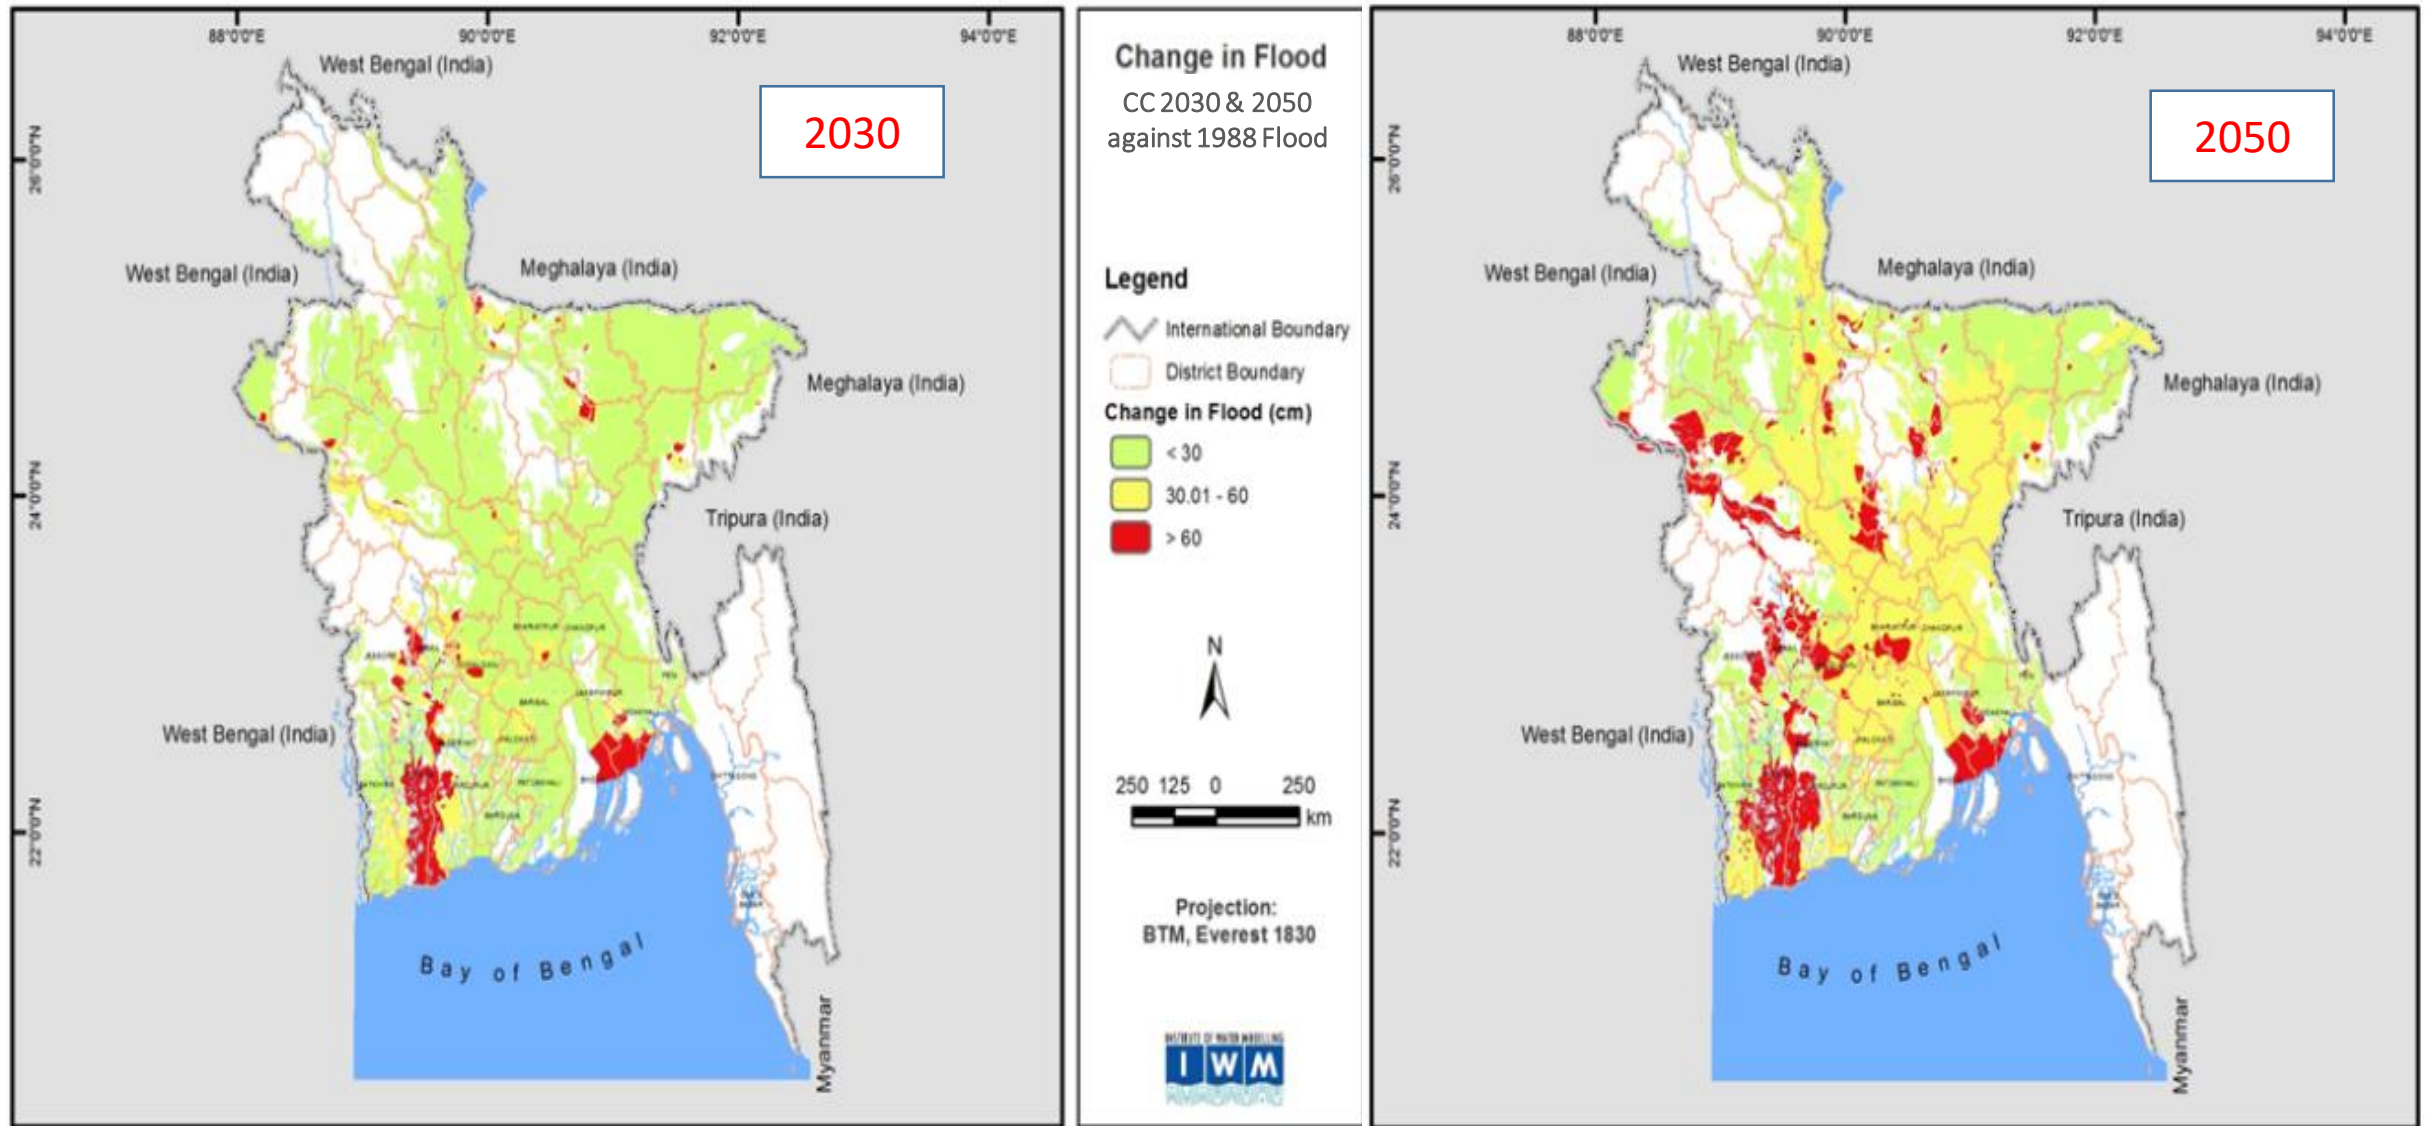 88°0'0"E
90°0'0"E
92°0'0"E
94°0'0"E
West Bengal (India)
2030
26°0'0"N
West Bengal (India)
Meghalaya (India)
Meghalaya (India)
24°0'0"N
Tripura (India)
BARISAL
West Bengal (India)
22°0'0"N
Bay of Bengal
Myanmar
Change in Flood
CC 2030 & 2050
against 1988 Flood
Legend
International Boundary
District Boundary
Change in Flood (cm)
< 30
30.01 - 60
> 60
N
250 125 0 250
km
Projection:
BTM, Everest 1830
INSTITUTE OF WATER MODELLING
IWM
88°0'0"E
90°0'0"E
92°0'0"E
94°0'0"E
West Bengal (India)
2050
26°0'0"N
West Bengal (India)
Meghalaya (India)
Meghalaya (India)
24°0'0"N
Tripura (India)
BARISAL
West Bengal (India)
22°0'0"N
Bay of Bengal
Myanmar